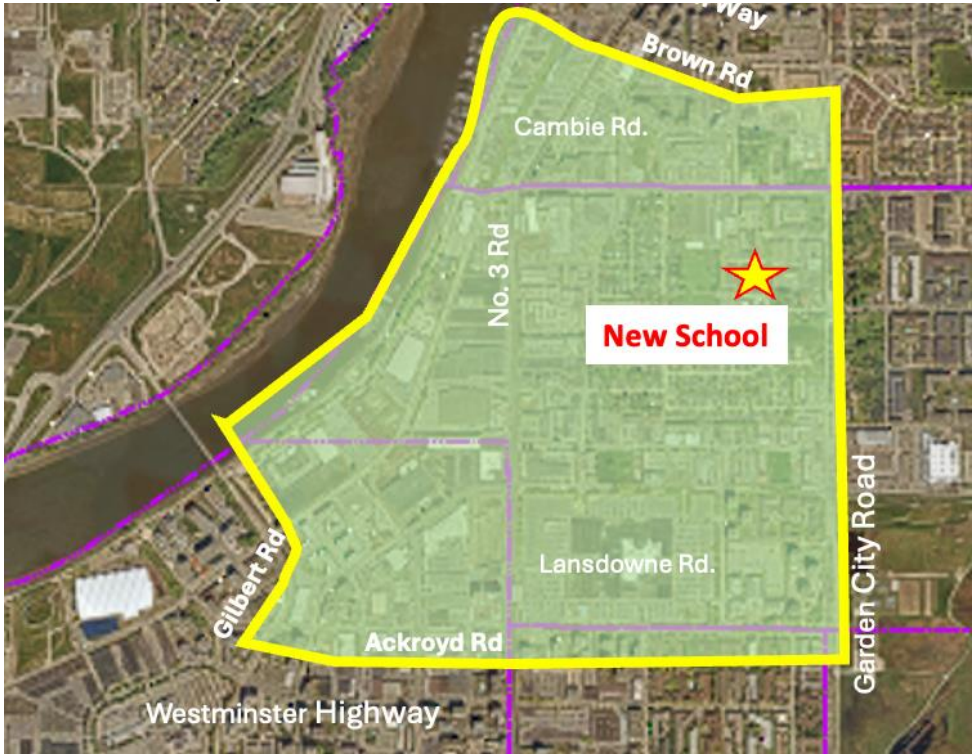 Way
Brown Rd
Cambie Rd.
No. 3 Rd
New School
Lansdowne Rd.
Garden City Road
Gilbert Rd
Ackroyd Rd
Westminster Highway